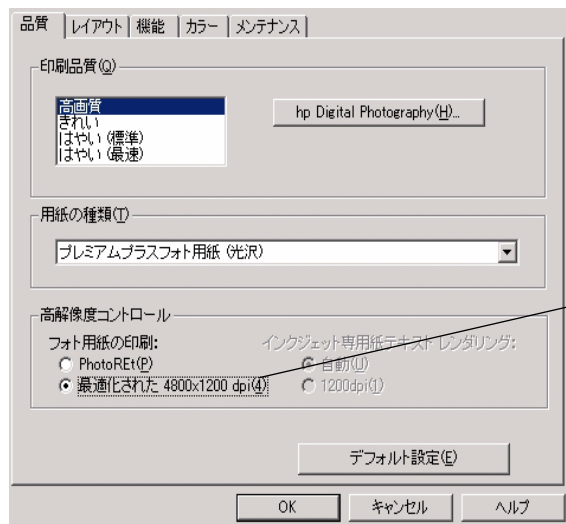 品質 レイアウト 機能 カラー メンテナンス
印刷品質(Q)
高画質
きれい
はやい (標準)
はやい (最速)
hp Digital Photography(H)...
用紙の種類(T)
プレミアムプラスフォト用紙 (光沢)
高解像度コントロール
フォト用紙の印刷:
PhotoREt(P)
最適化された 4800x1200 dpi(4)
インクジェット専用紙テキスト レンダリング:
自動(U)
1200dpi(1)
デフォルト設定(E)
OK キャンセル ヘルプ